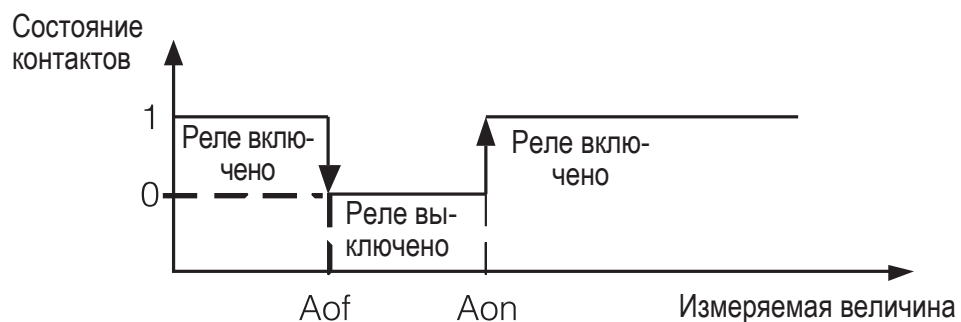 Состояние
контактов
1
Реле вклю-
чено
Реле вклю-
чено
0
Реле вы-
ключено
Aof
Aon
Измеряемая величина